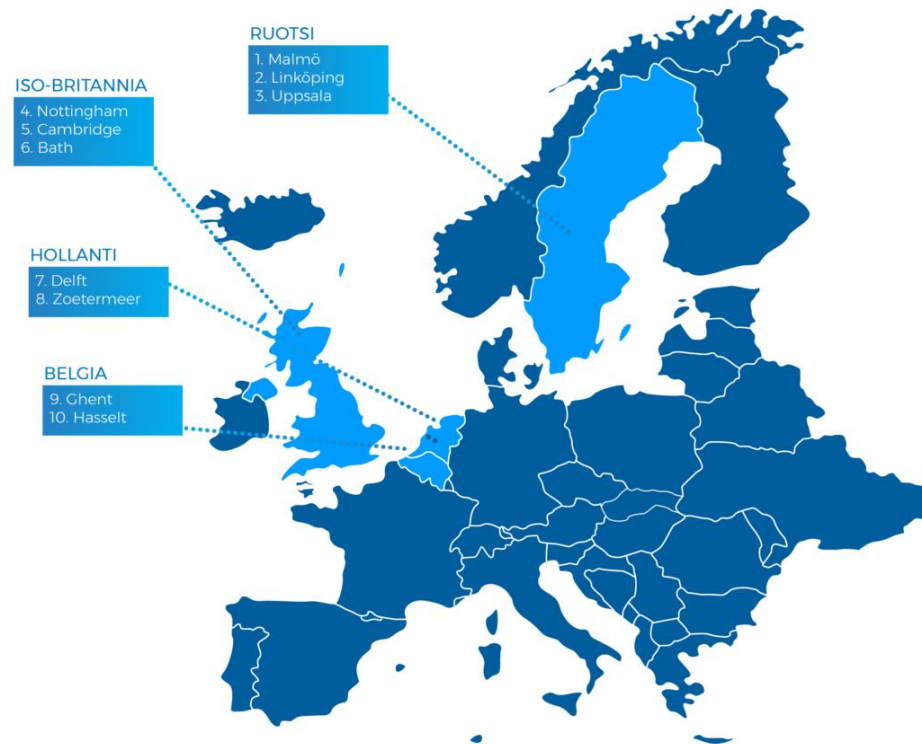 RUOTSI
1. Malmö
2. Linköping
3. Uppsala
ISO-BRITANNIA
4. Nottingham
5. Cambridge
6. Bath
HOLLANTI
7. Delft
8. Zoetermeer
BELGIA
9. Ghent
10. Hasselt